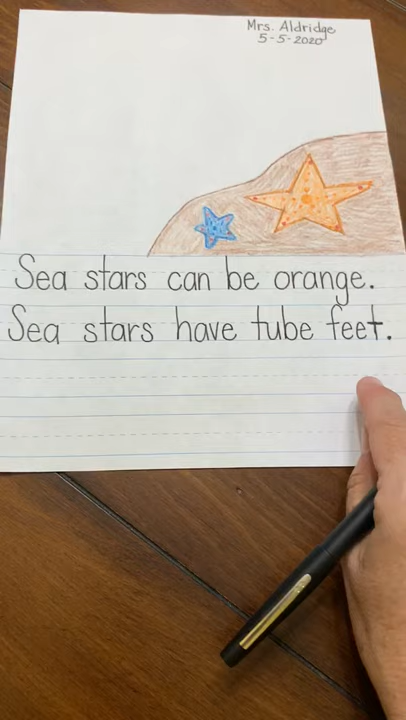 Mrs. Aldridge
5-5-2020
Sea stars can be orange.
Sea stars have tube feet.